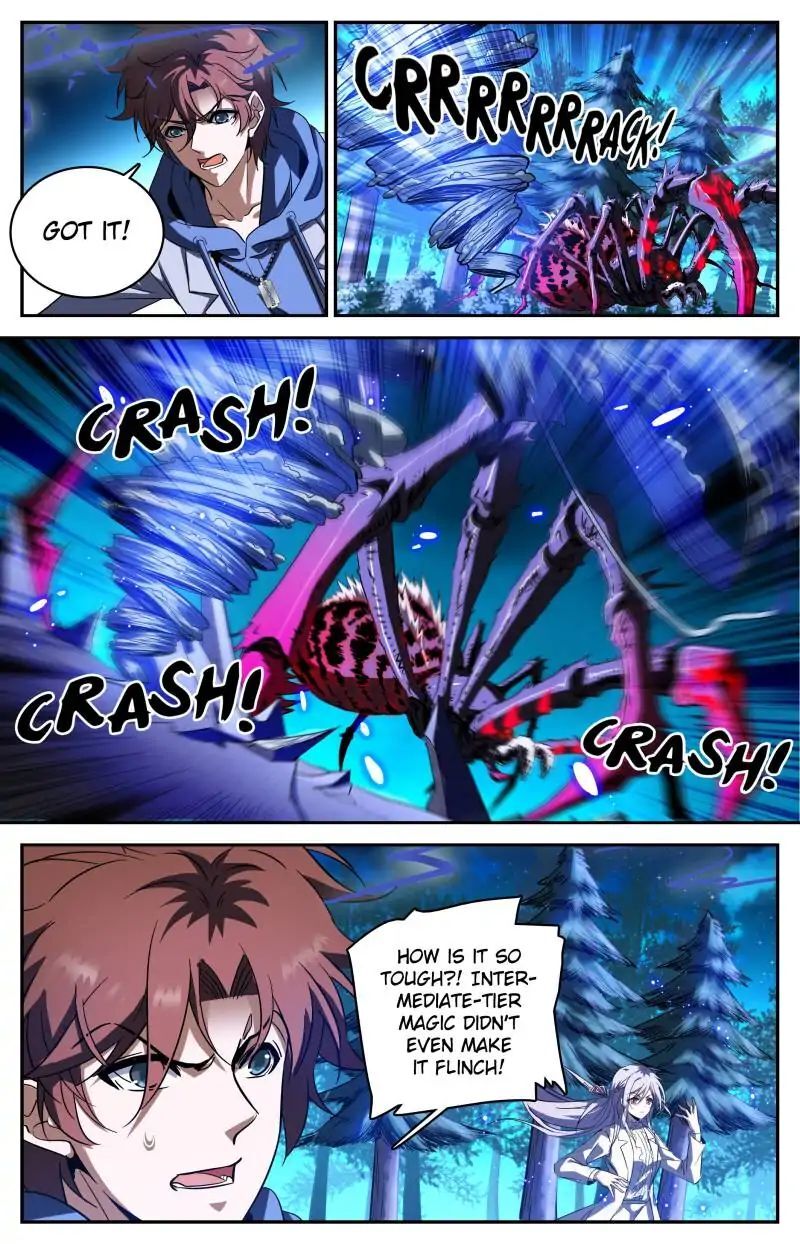 GOT IT!
CRRRRRRRACK!
CRASH!
CRASH!
CRASH!
HOW IS IT SO
TOUGH?! INTER-
MEDIATE-TIER
MAGIC DIDN'T
EVEN MAKE
IT FLINCH!